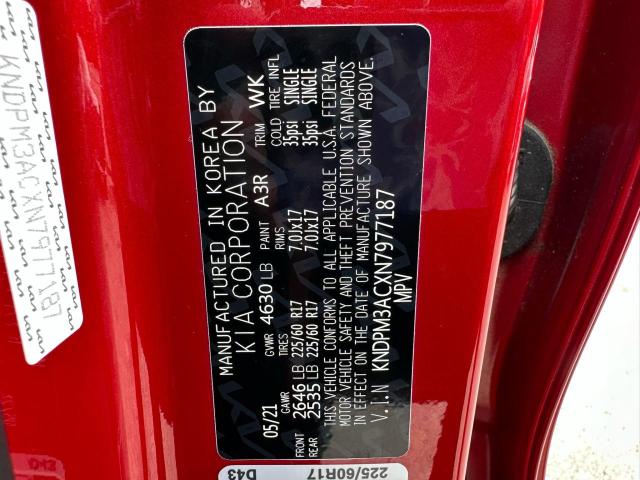 MANUFACTURED IN KOREA BY
KIA CORPORATION
05/21 GVWR 4630 LB PAINT A3R TRIM WK
GAWR TIRES RIMS COLD TIRE INFL
FRONT 2646 LB 225/60 R17 7.0JX17 35psi SINGLE
REAR 2535 LB 225/60 R17 7.0JX17 35psi SINGLE
THIS VEHICLE CONFORMS TO ALL APPLICABLE U.S.A. FEDERAL
MOTOR VEHICLE SAFETY AND THEFT PREVENTION STANDARDS
IN EFFECT ON THE DATE OF MANUFACTURE SHOWN ABOVE.
V.I.N KNDPM3ACXN7977187
MPV
KNDPM3ACXN7977187
D43
225/60R17